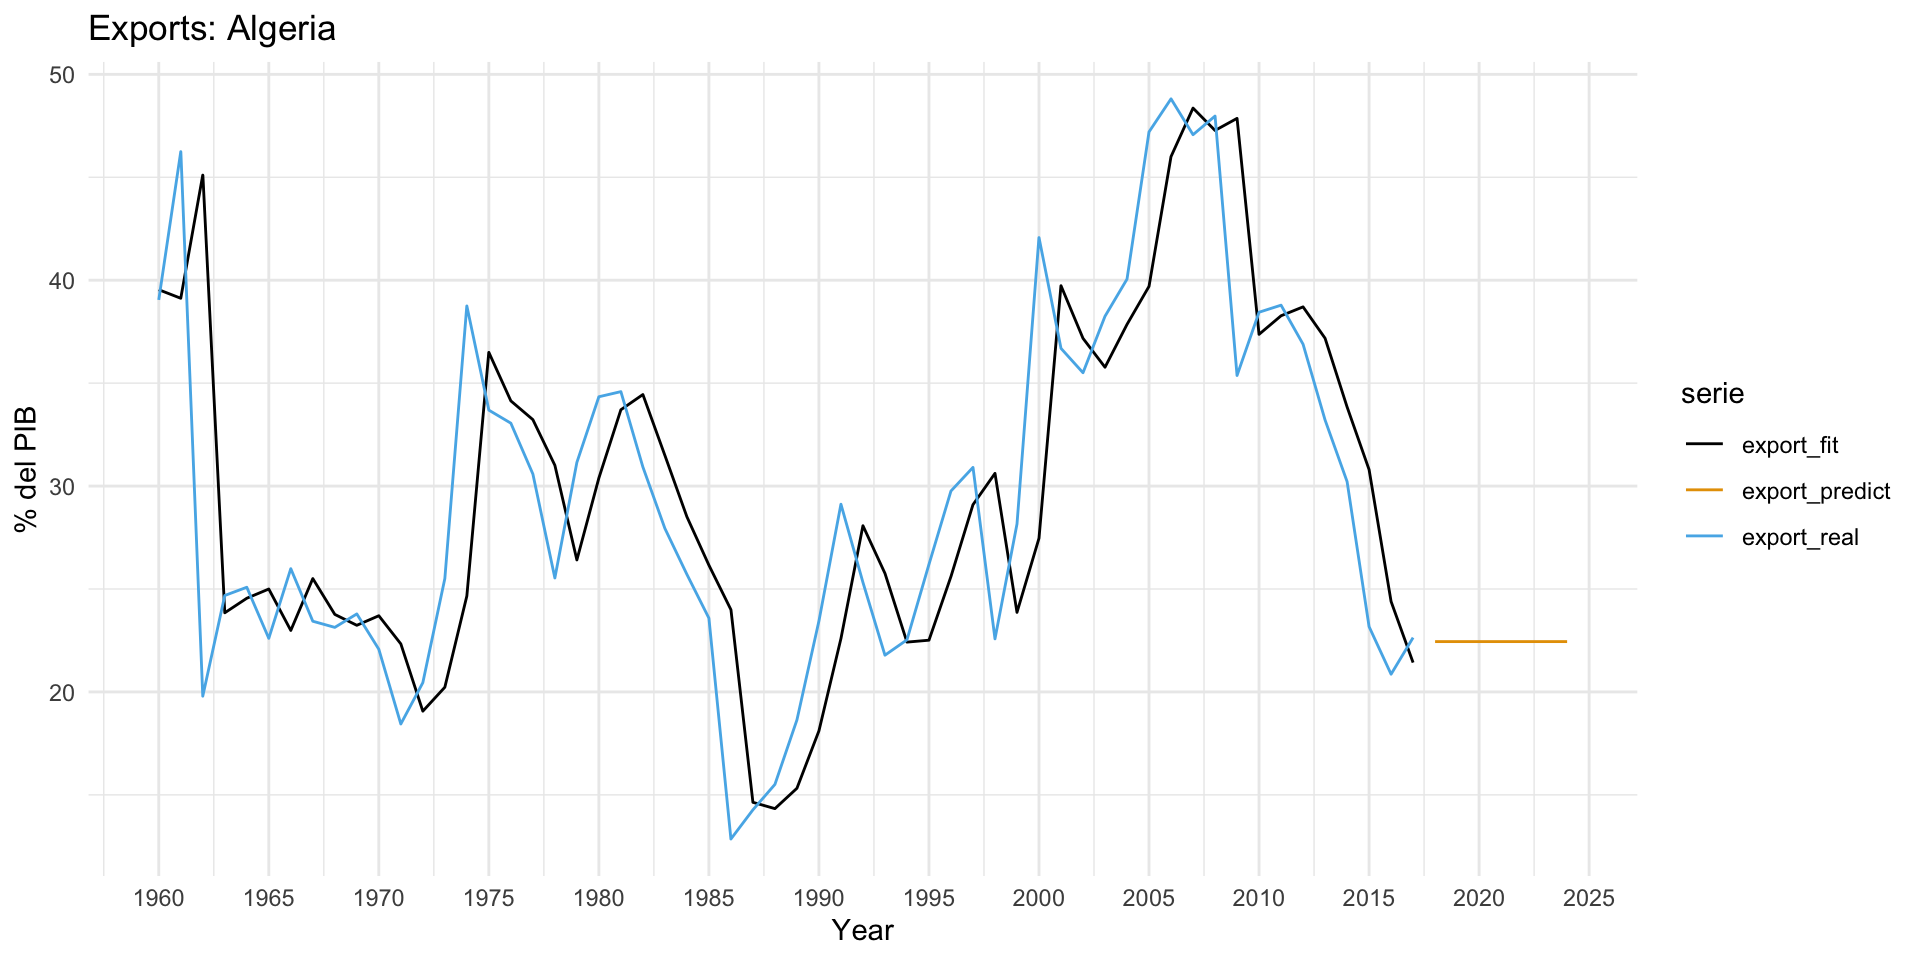 Exports: Algeria
50
40
30
20
% del PIB
1960 1965 1970 1975 1980 1985 1990 1995 2000 2005 2010 2015 2020 2025
Year
serie
export_fit
export_predict
export_real